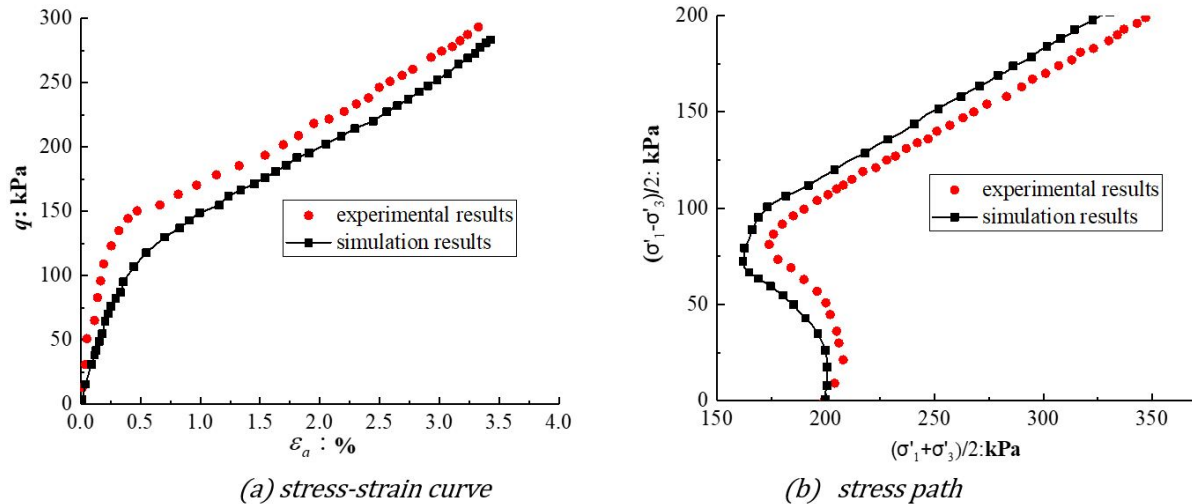 300
250
200
150
100
50
0
q: kPa
0.0 0.5 1.0 1.5 2.0 2.5 3.0 3.5 4.0
εa : %
experimental results
simulation results
(a) stress-strain curve
(b)
200
150
100
50
0
(σ'1-σ'3)/2: kPa
150 200 250 300 350
(σ'1+σ'3)/2:kPa
experimental results
simulation results
(b) stress path